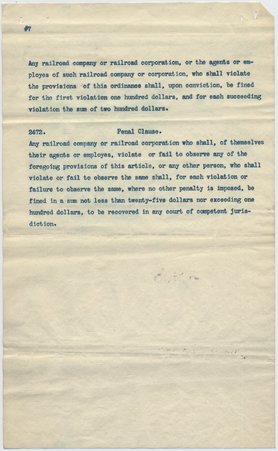 #7
Any railroad company or railroad corporation, or the agents or em-
ployes of such railroad company or corporation, who shall violate
the provisions of this ordinance shall, upon conviction, be fined
for the first violation one hundred dollars, and for each succeeding
violation the sum of two hundred dollars.
2472. Penal Clause.
Any railroad company or railroad corporation who shall, of themselves
their agents or employes, violate or fail to observe any of the
foregoing provisions of this article, or any other person, who shall
violate or fail to observe the same shall, for each violation or
failure to observe the same, where no other penalty is imposed, be
fined in a sum not less than twenty-five dollars nor exceeding one
hundred dollars, to be recovered in any court of competent juris-
diction.